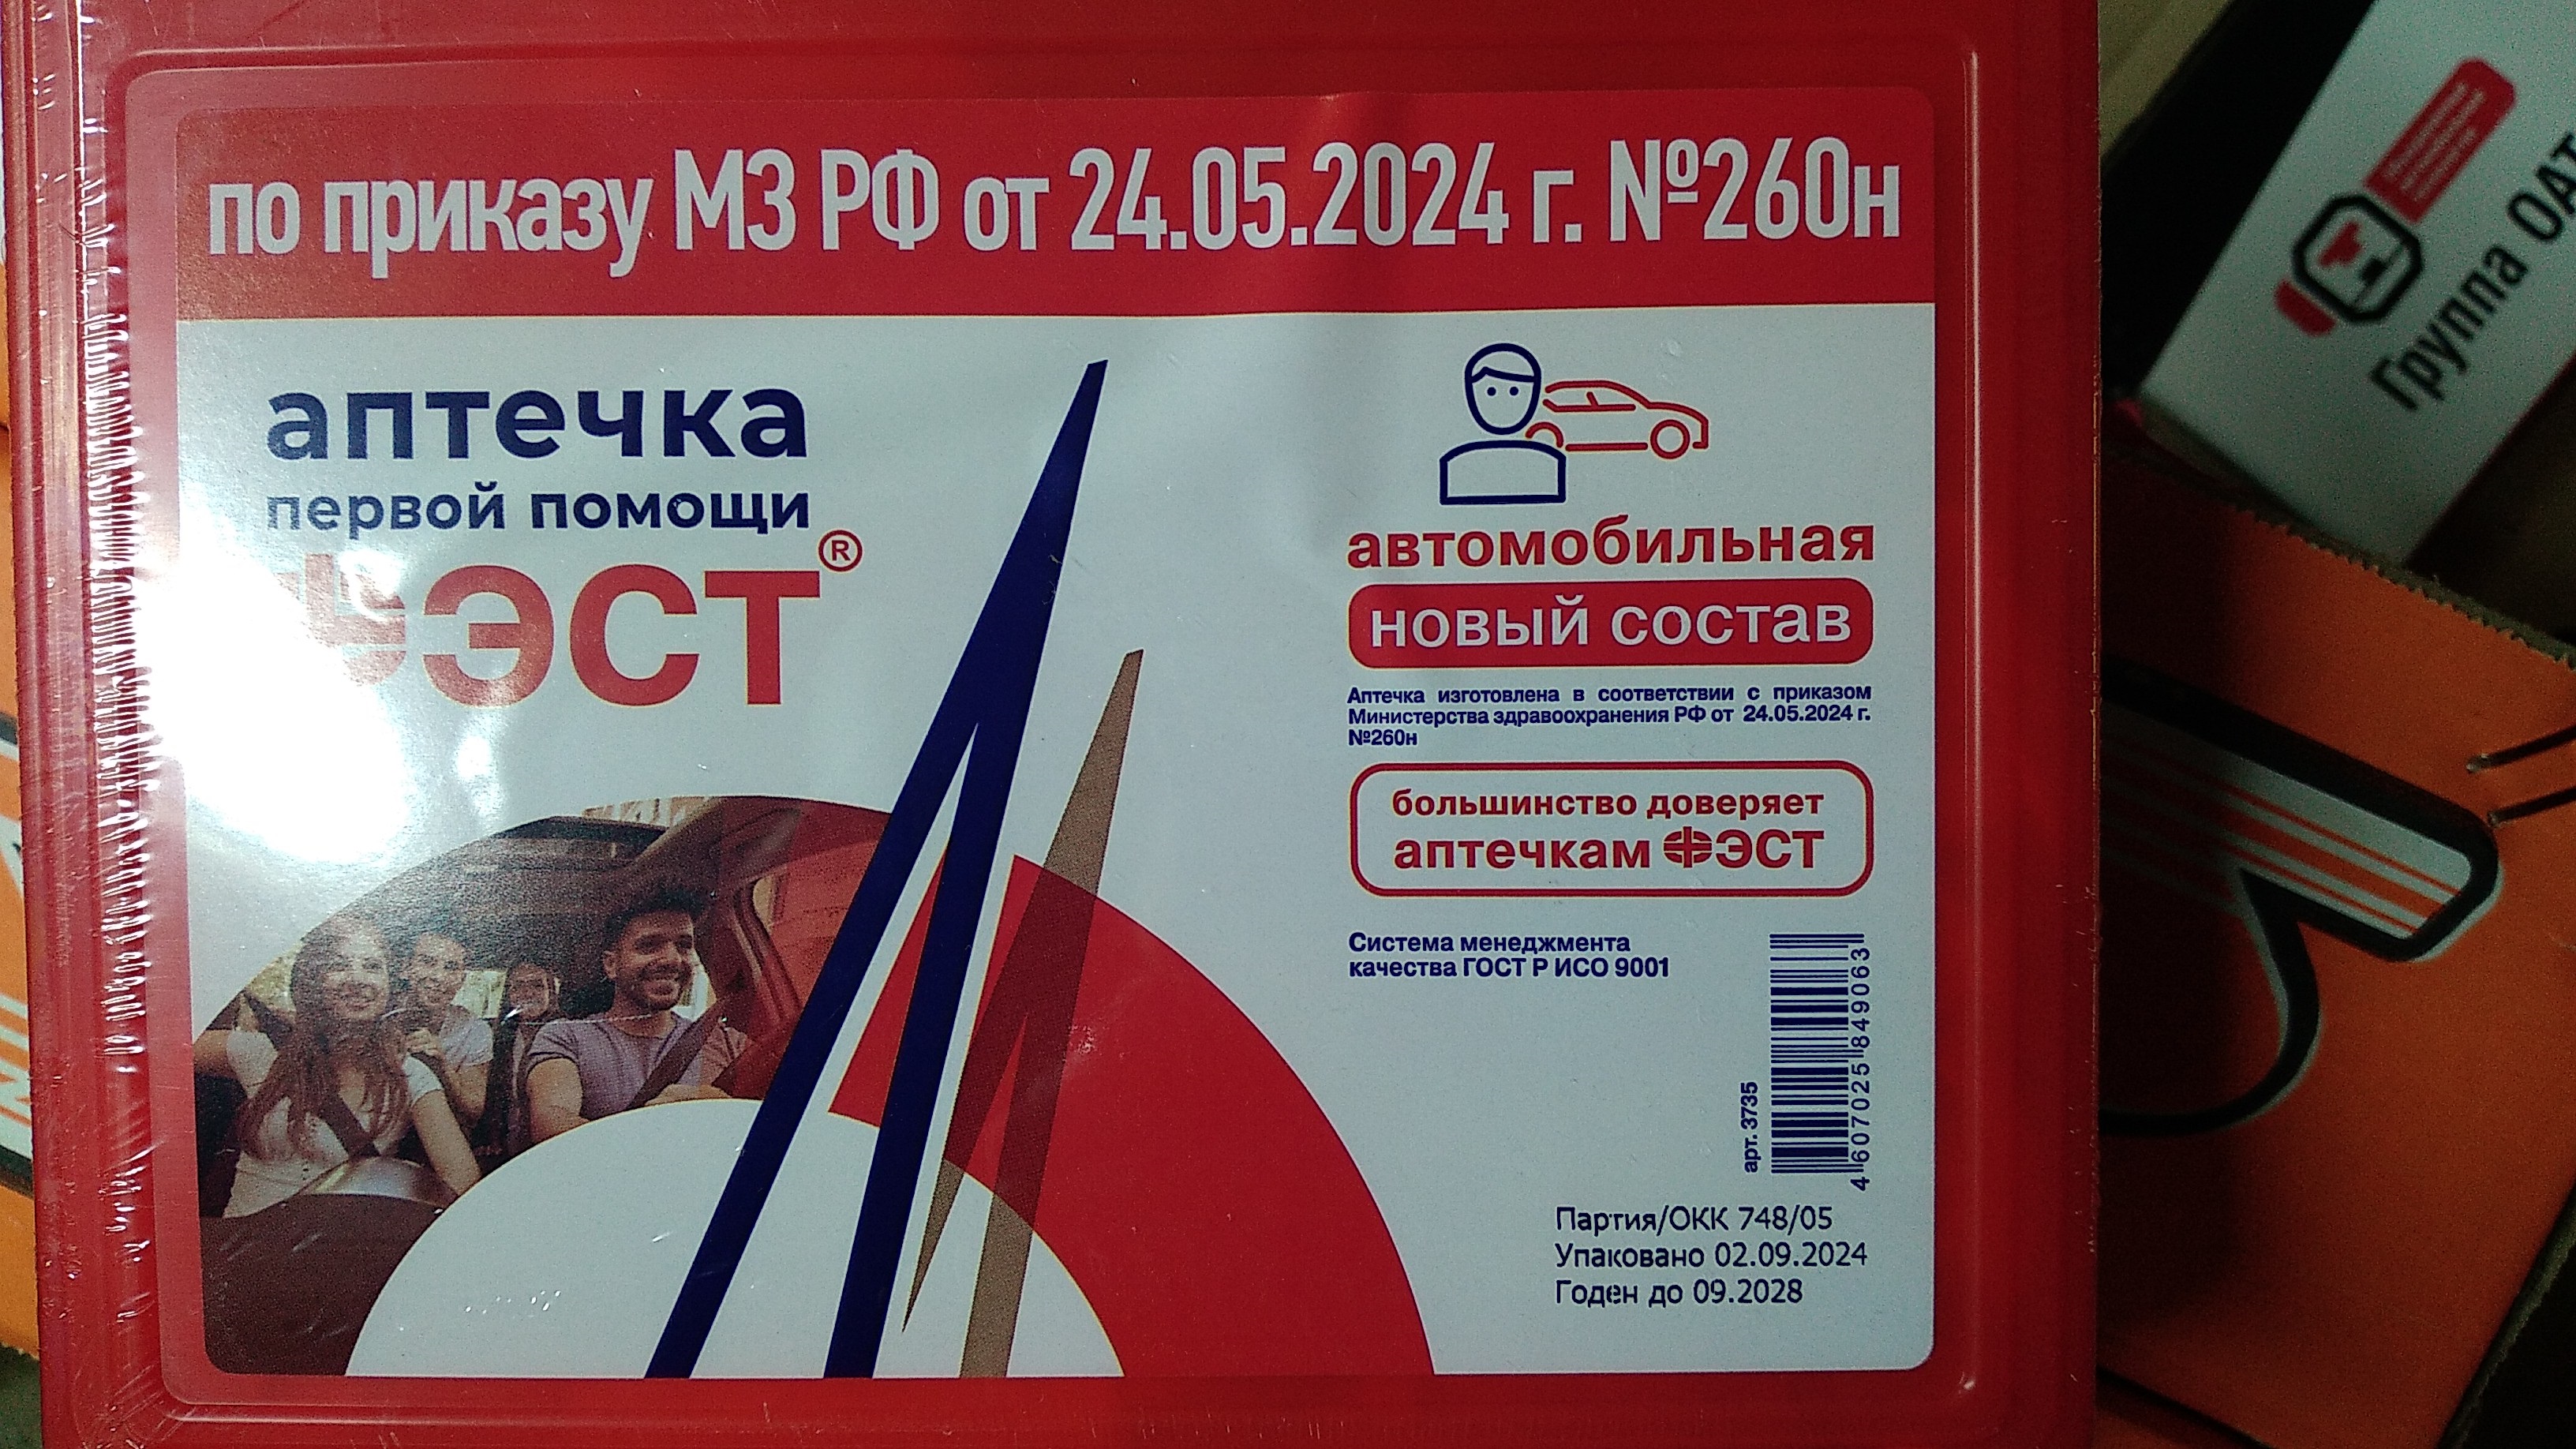 по приказу МЗ РФ от 24.05.2024 г. №260н
аптечка
первой помощи
ФЭСТ®
автомобильная
новый состав
Аптечка изготовлена в соответствии с приказом
Министерства здравоохранения РФ от 24.05.2024 г.
№260н
большинство доверяет
аптечкам ФЭСТ
Система менеджмента
качества ГОСТ Р ИСО 9001
арт. 3735
4 607025 849063
Партия/ОКК 748/05
Упаковано 02.09.2024
Годен до 09.2028
Группа ОАТ